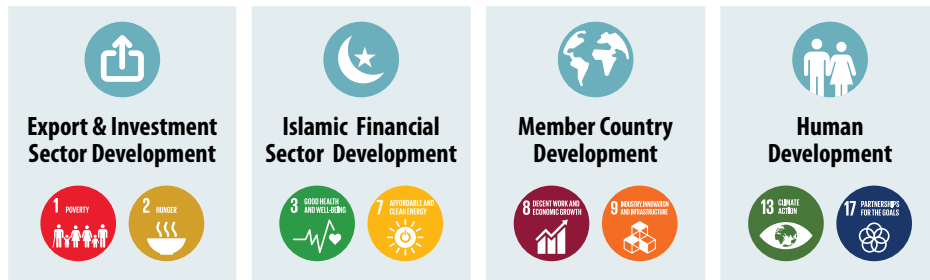 Export & Investment
Sector Development
1 POVERTY
2 HUNGER
Islamic Financial
Sector Development
3 GOOD HEALTH
AND WELL-BEING
7 AFFORDABLE AND
CLEAN ENERGY
Member Country
Development
8 DECENT WORK AND
ECONOMIC GROWTH
9 INDUSTRY, INNOVATION
AND INFRASTRUCTURE
Human
Development
13 CLIMATE
ACTION
17 PARTNERSHIPS
FOR THE GOALS